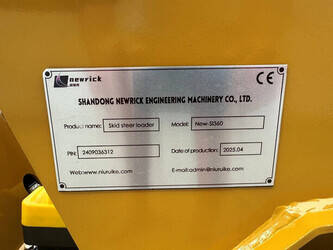 newrick
CE
SHANDONG NEWRICK ENGINEERING MACHINERY CO., LTD.
Product name: Skid steer loader Model: New-Sl360
PIN: 2409036312 Date of production: 2025.04
Web:www.niuruike.com E-mail:admin@niuruike.com